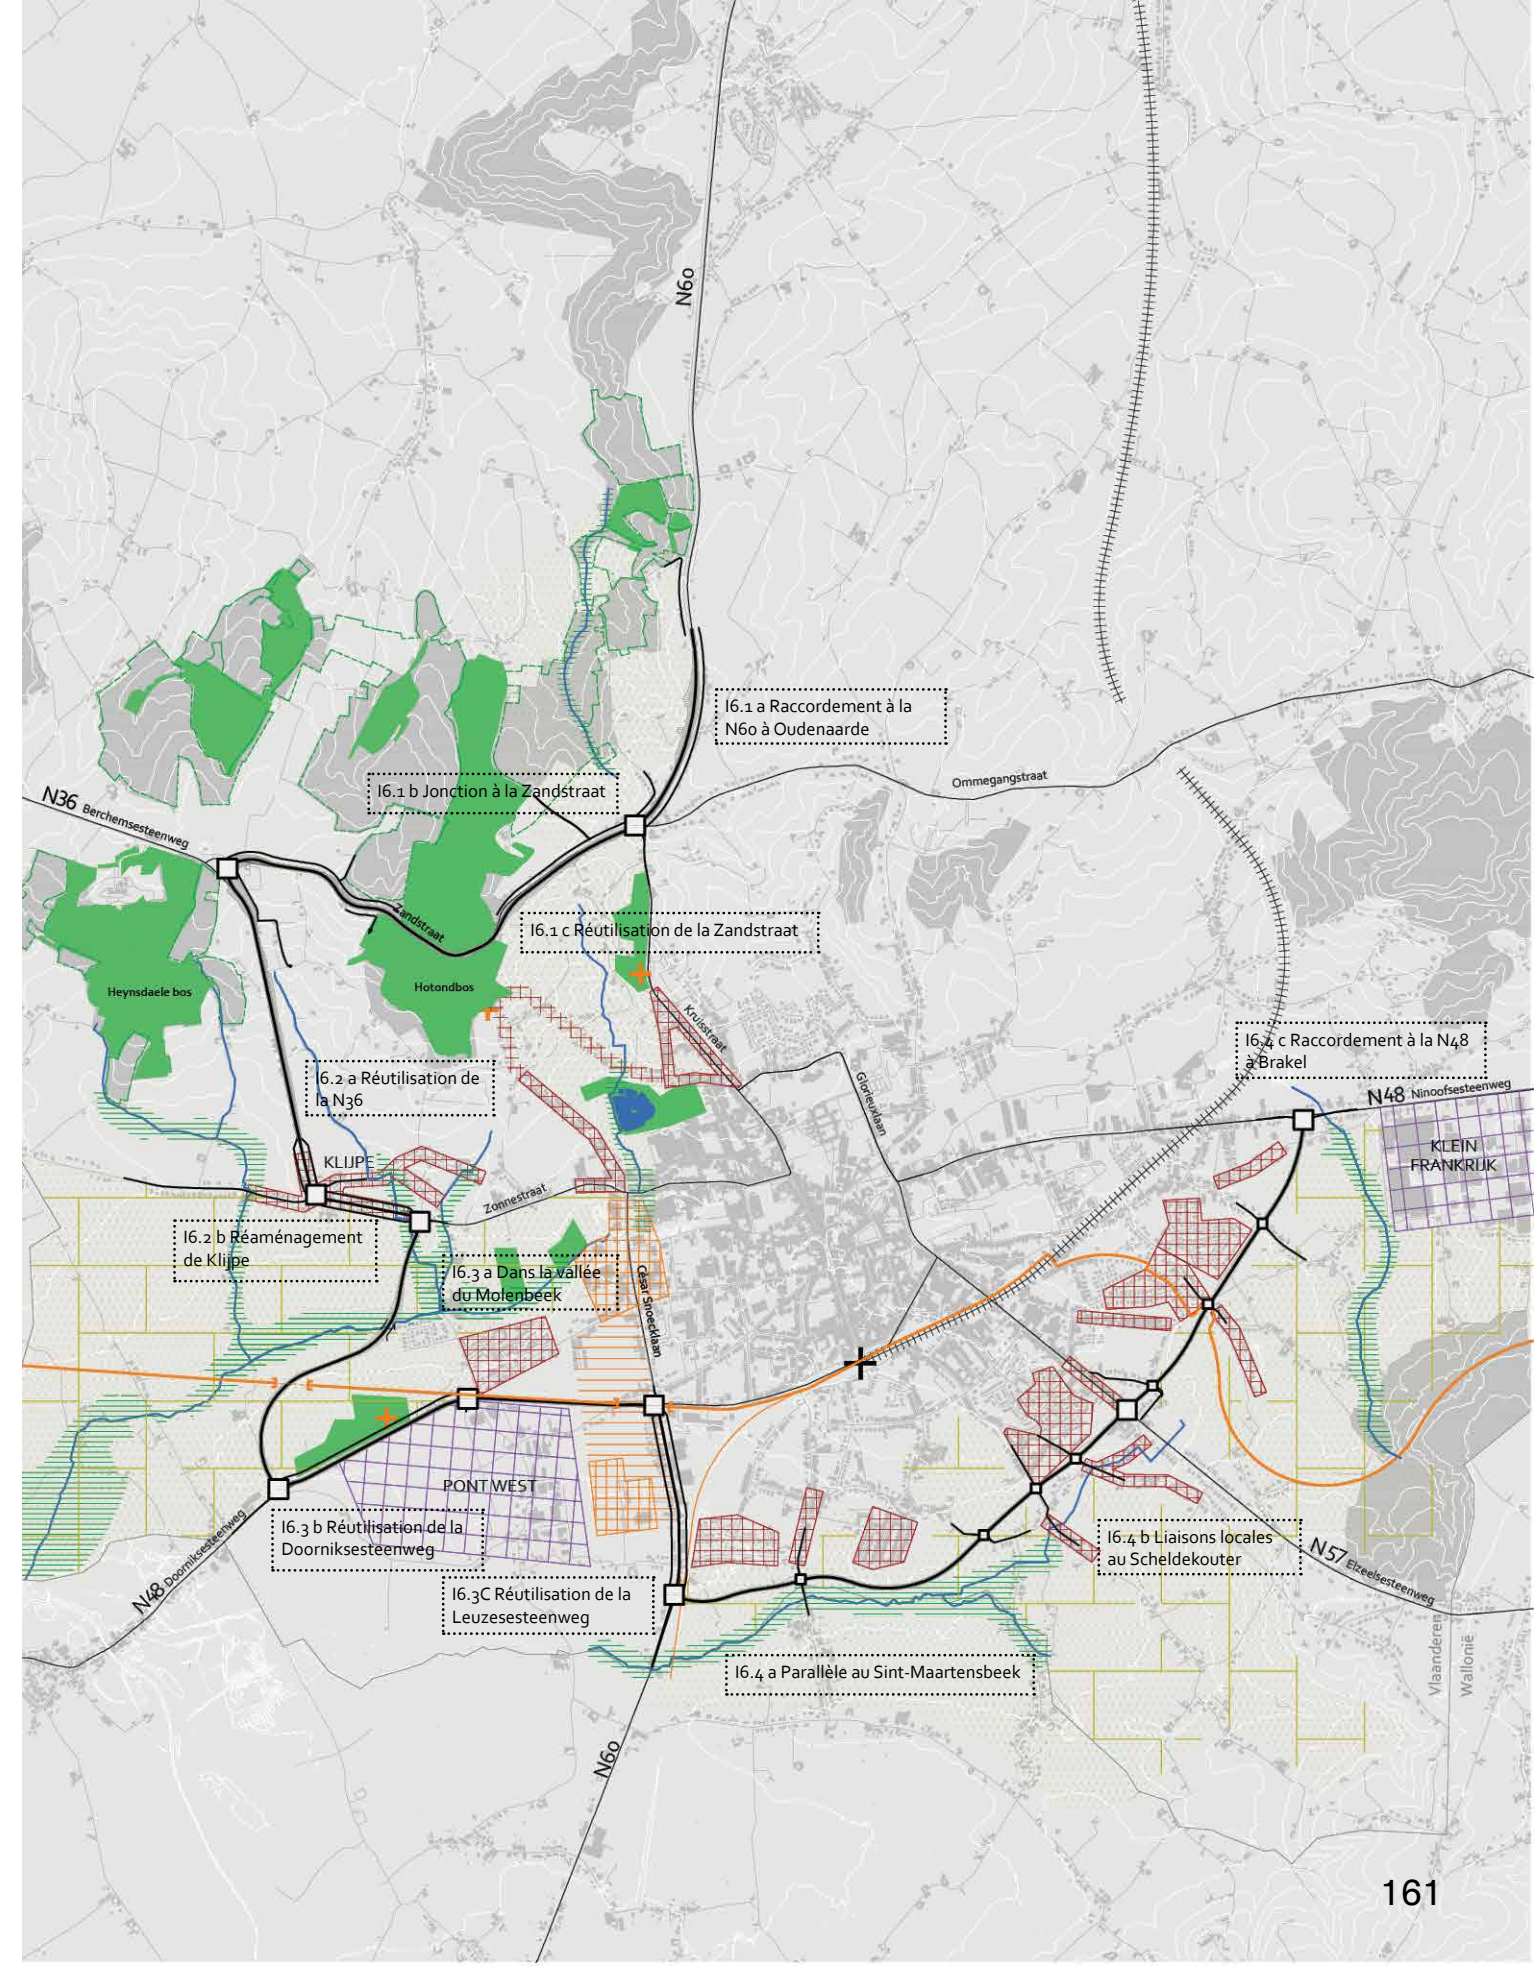 N60
I6.1 a Raccordement à la
N60 à Oudenaarde
Ommegangstraat
I6.1 b Jonction à la Zandstraat
N36 Berchemsesteenweg
Zandstraat
I6.1 c Réutilisation de la Zandstraat
Heynsdaele bos
Hotondbos
Kruisstraat
I6.4 c Raccordement à la N48
à Brakel
I6.2 a Réutilisation de
la N36
Glorieuxlaan
N48 Ninoofsesteenweg
KLEIN
FRANKRIJK
KLIJPE
Zonnestraat
I6.2 b Réaménagement
de Klijpe
I6.3 a Dans la vallée
du Molenbeek
César Snoecklaan
PONT WEST
I6.3 b Réutilisation de la
Doorniksesteenweg
N48 Doorniksesteenweg
I6.4 b Liaisons locales
au Scheldekouter
N57 Elzeelsesteenweg
I6.3C Réutilisation de la
Leuzesesteenweg
I6.4 a Parallèle au Sint-Maartensbeek
Vlaanderen
Wallonië
N60
161